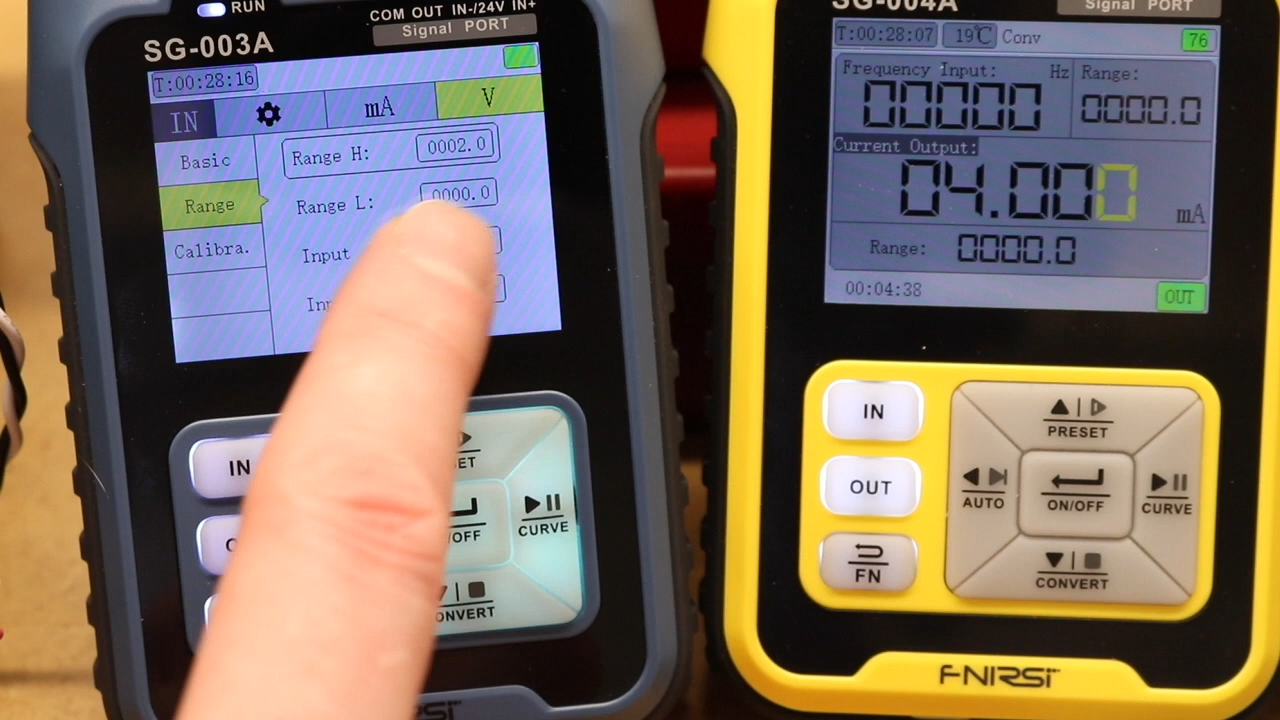 RUN
COM OUT IN-/24V IN+
Signal PORT
SG-003A
T:00:28:16
IN
mA
V
Basic
Range
Calibra.
Range H:
0002.0
Range L:
0000.0
Input
IN
CURVE
SG-004A
Signal PORT
T:00:28:07
19℃
Conv
76
Frequency Input:
Hz
00000
Range:
0000.0
Current Output:
04.000
mA
Range:
0000.0
00:04:38
OUT
IN
OUT
FN
PRESET
AUTO
ON/OFF
CURVE
CONVERT
FNIRSI